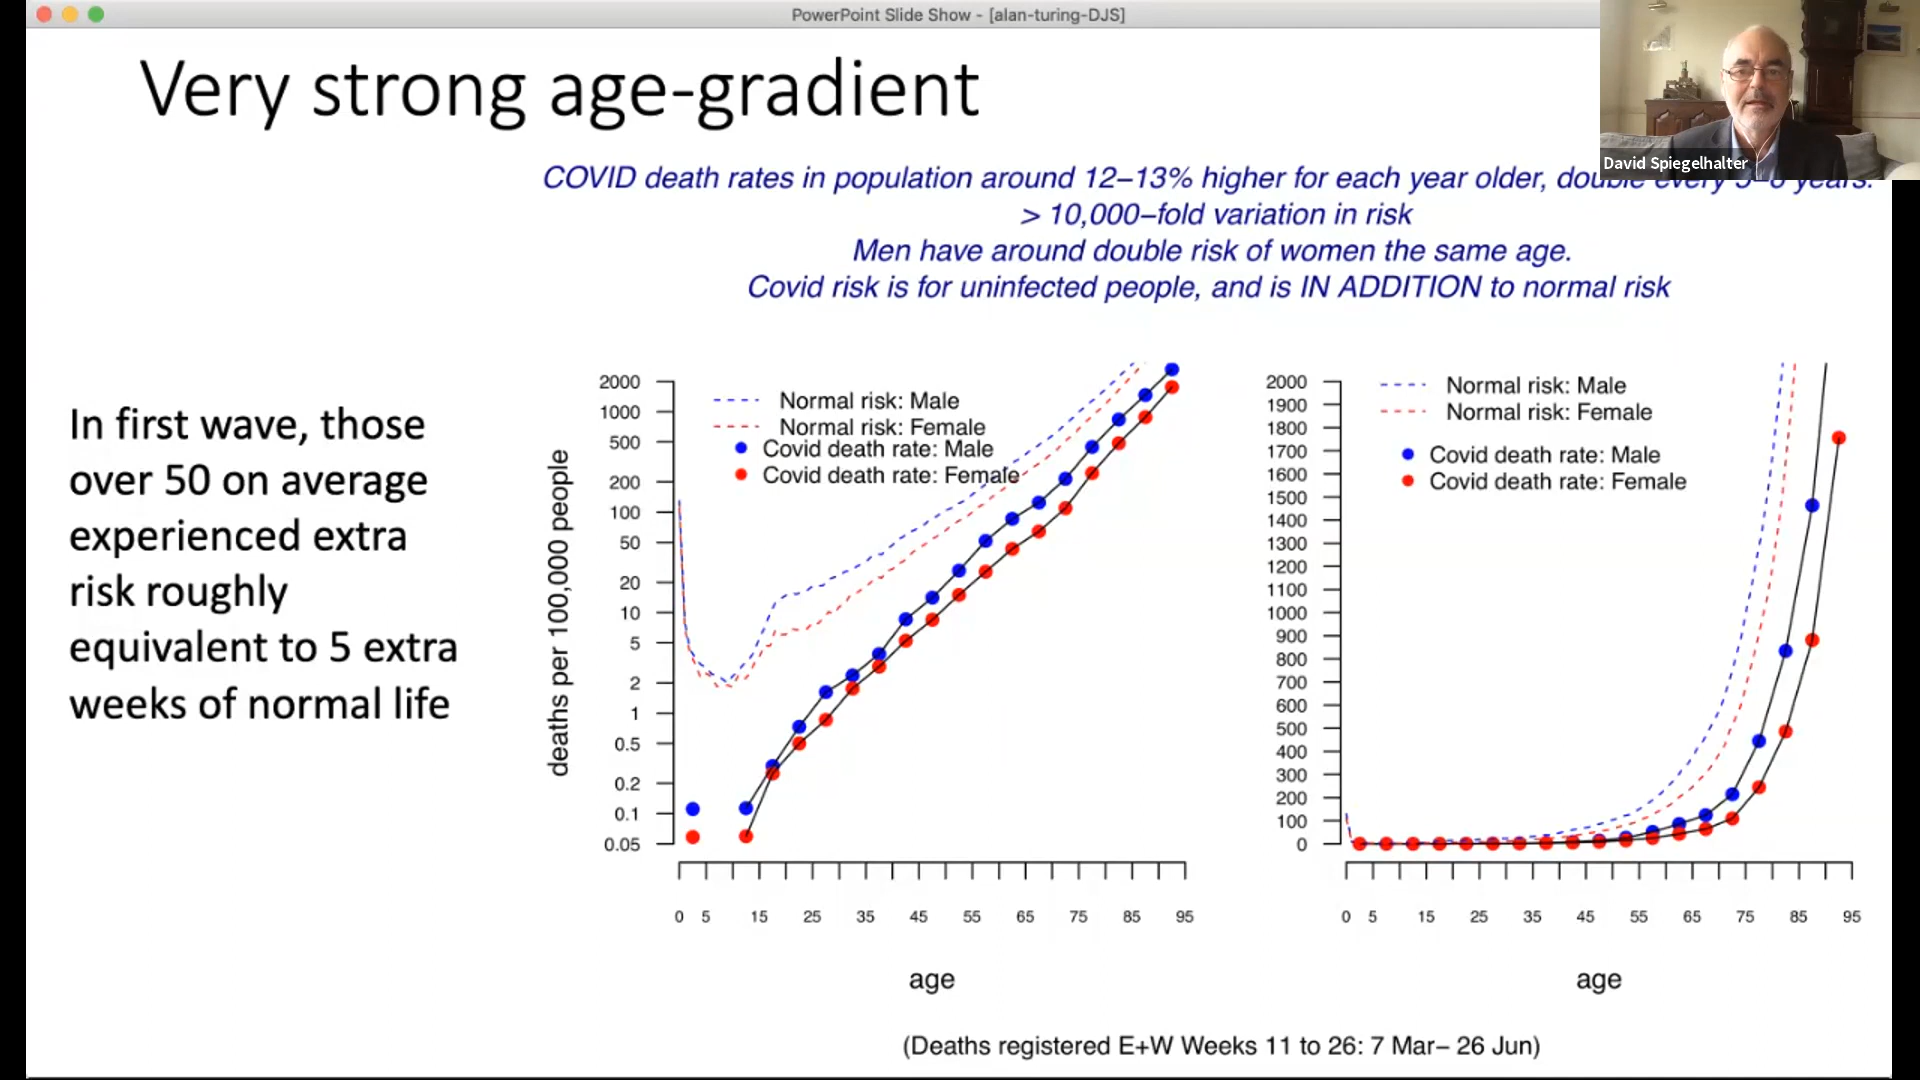 PowerPoint Slide Show - [alan-turing-DJS]
Very strong age-gradient
David Spiegelhalter
COVID death rates in population around 12–13% higher for each year older, double every 5–6 years.
> 10,000–fold variation in risk
Men have around double risk of women the same age.
Covid risk is for uninfected people, and is IN ADDITION to normal risk
In first wave, those
over 50 on average
experienced extra
risk roughly
equivalent to 5 extra
weeks of normal life
deaths per 100,000 people
2000
1000
500
200
100
50
20
10
5
2
1
0.5
0.2
0.1
0.05
Normal risk: Male
Normal risk: Female
Covid death rate: Male
Covid death rate: Female
0 5 15 25 35 45 55 65 75 85 95
age
2000
1900
1800
1700
1600
1500
1400
1300
1200
1100
1000
900
800
700
600
500
400
300
200
100
0
Normal risk: Male
Normal risk: Female
Covid death rate: Male
Covid death rate: Female
0 5 15 25 35 45 55 65 75 85 95
age
(Deaths registered E+W Weeks 11 to 26: 7 Mar– 26 Jun)